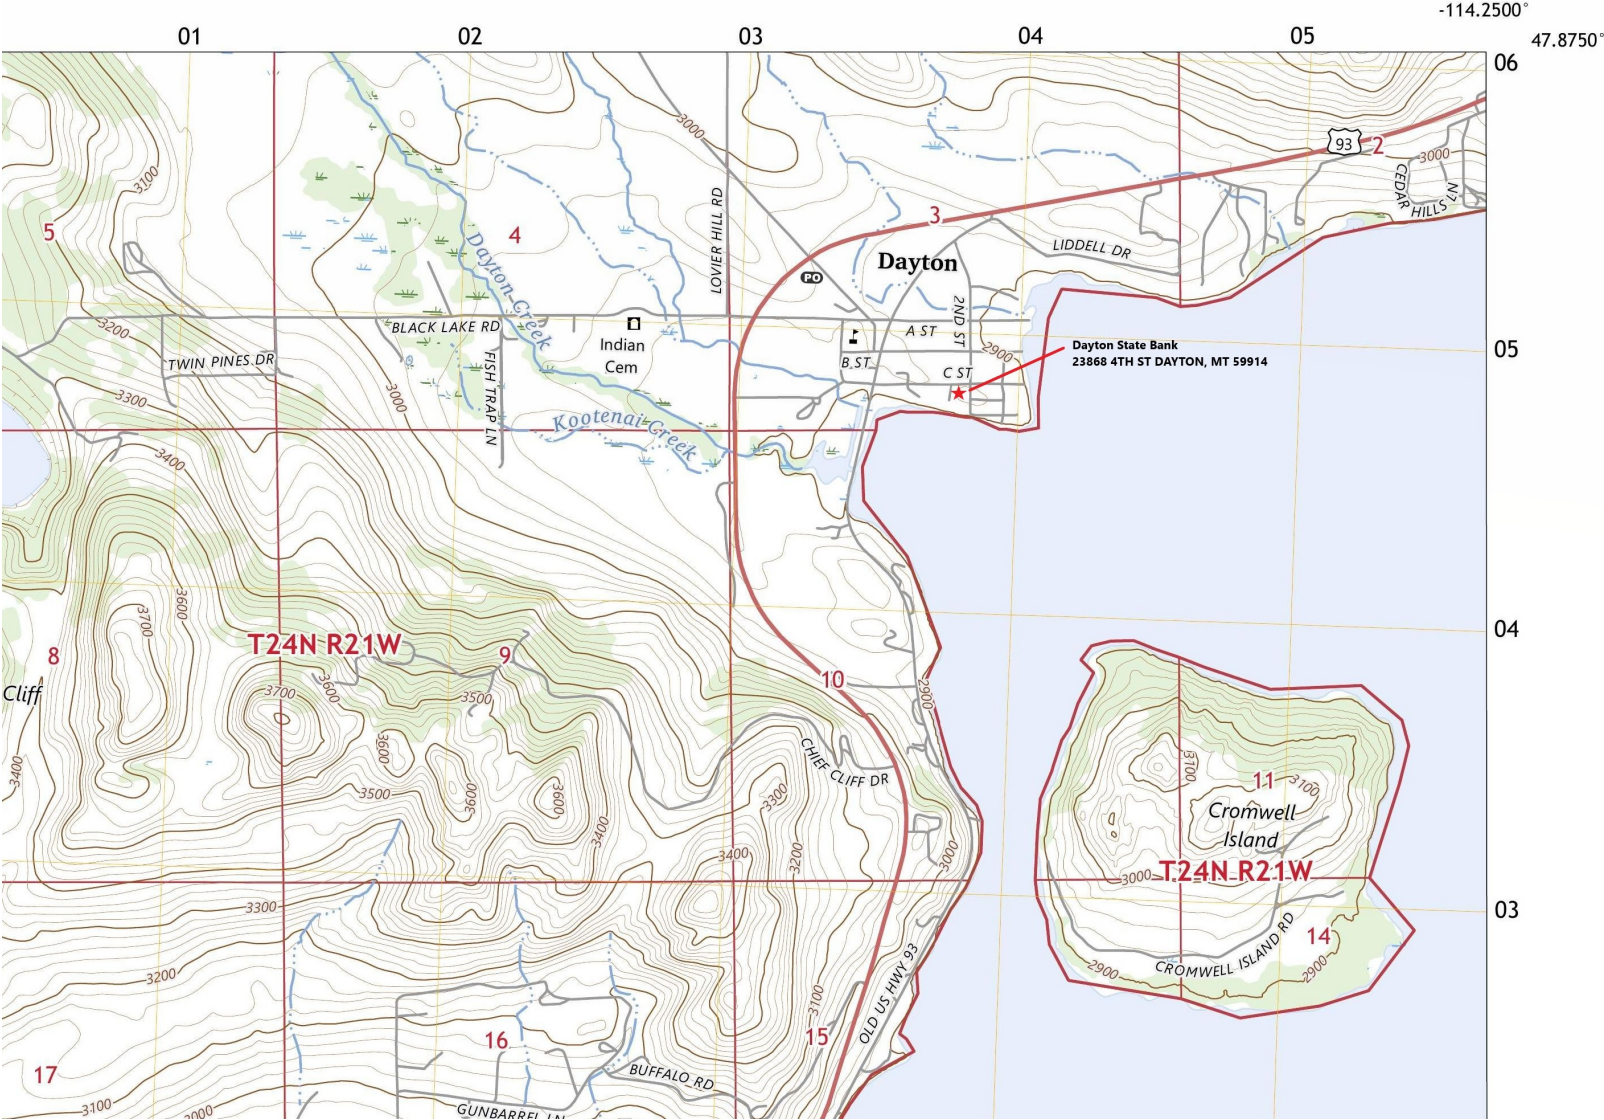 -114.2500°
01
02
03
04
05
47.8750°
06
3000
93
2
3000
CEDAR HILLS LN
3100
LOVIER HILL RD
3
5
4
Dayton Creek
LIDDELL DR
Dayton
PO
2ND ST
3200
BLACK LAKE RD
Indian
Cem
A ST
TWIN PINES DR
FISH TRAP LN
B ST
2900
C ST
Dayton State Bank
23868 4TH ST DAYTON, MT 59914
05
3300
3000
Kootenai Creek
3400
3700
3600
04
T24N R21W
8
9
10
Cliff
3700
3600
3500
2900
3600
CHIEF CLIFF DR
3400
3100
11
3100
3500
3600
3600
3300
Cromwell
Island
3400
3400
3200
3000
3000
T24N R21W
3300
03
14
CROMWELL ISLAND RD
2900
2900
3200
OLD US HWY 93
3100
16
15
17
BUFFALO RD
3100
3000
GUNBARREL LN